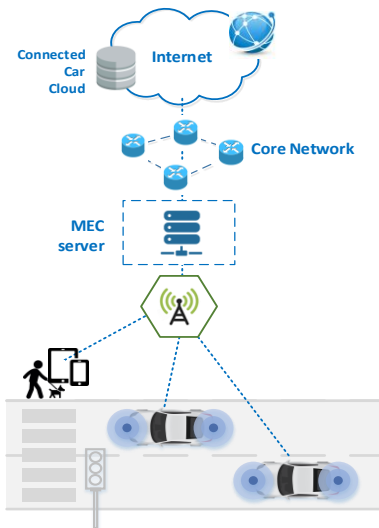 Connected
Car
Cloud
Internet
Core Network
MEC
server